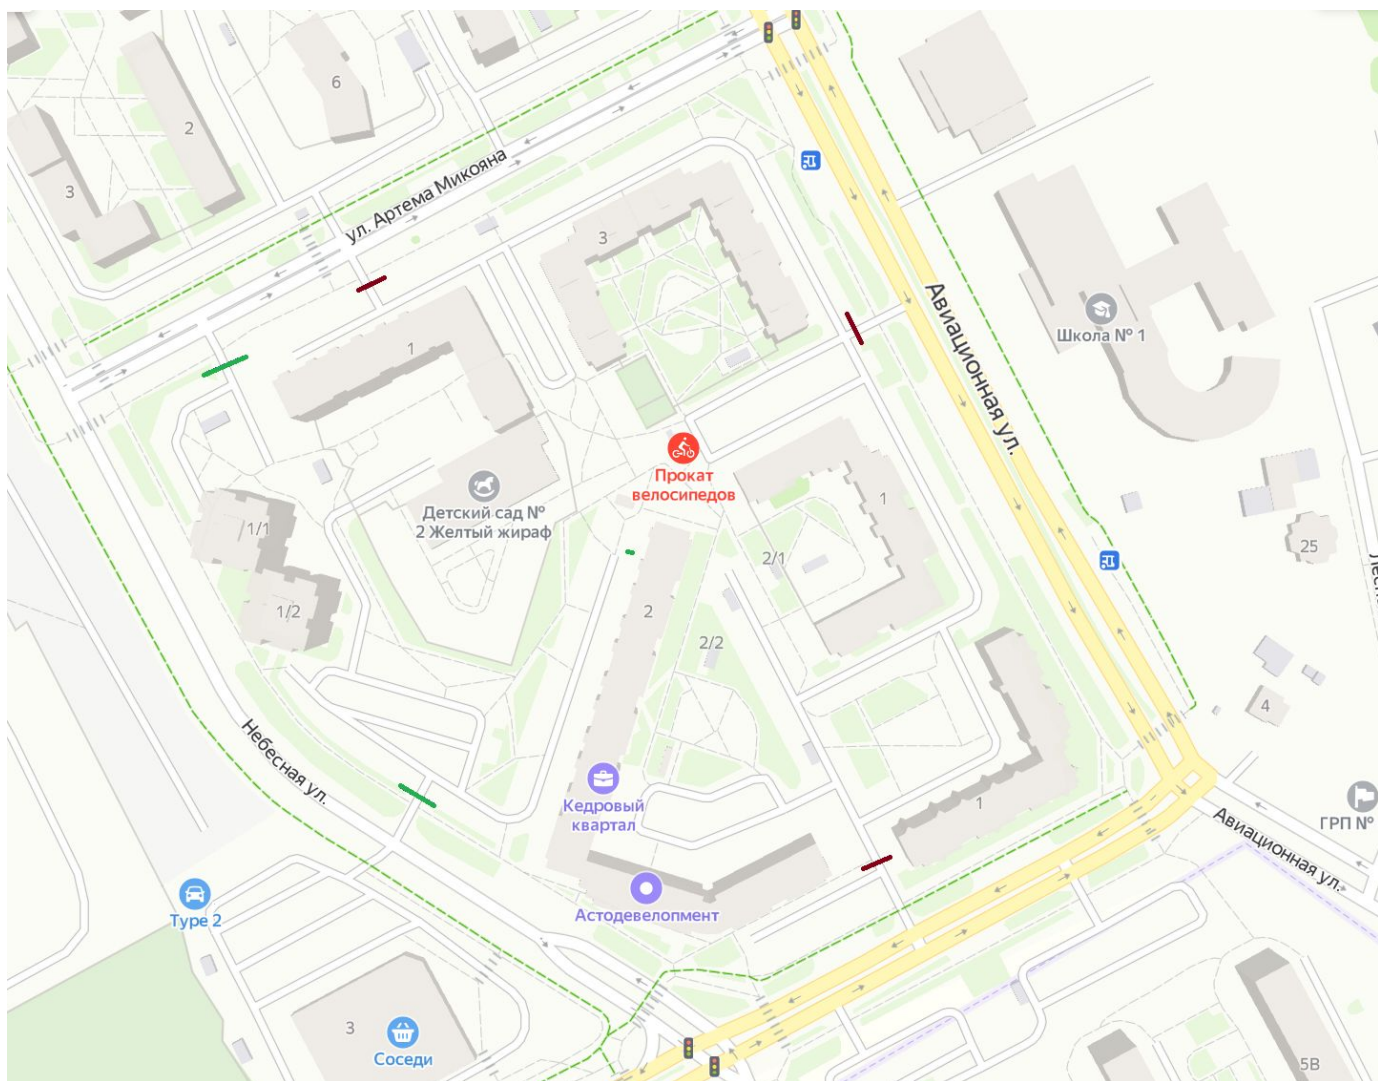 6
2
3
ул. Артема Микояна
3
Авиационная ул.
Школа № 1
1
Прокат
велосипедов
Детский сад №
2 Желтый жираф
1
1/1
25
2/1
1/2
2
2/2
4
Небесная ул.
Кедровый
квартал
1
ГРП №
Авиационная ул.
Type 2
Астодевелопмент
3
Соседи
5В